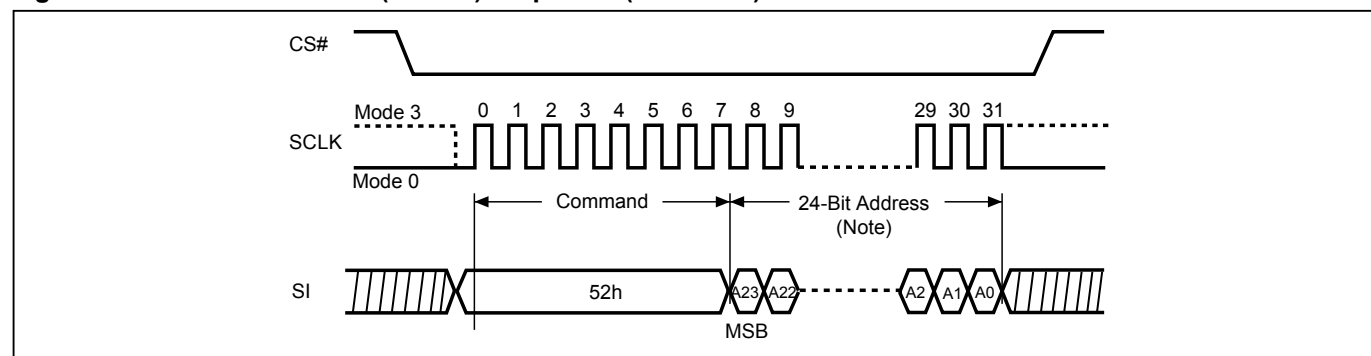 CS#
Mode 3
0 1 2 3 4 5 6 7 8 9 29 30 31
SCLK
Mode 0
Command
24-Bit Address
(Note)
SI
52h
A23 A22 A2 A1 A0
MSB